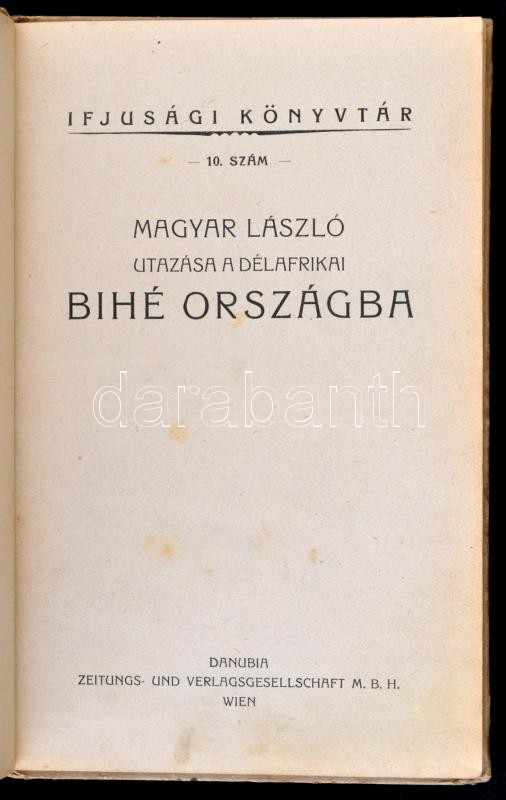 IFJUSÁGI KÖNYVTÁR
— 10. SZÁM —
MAGYAR LÁSZLÓ
UTAZÁSA A DÉLAFRIKAI
BIHÉ ORSZÁGBA
darabanth
DANUBIA
ZEITUNGS- UND VERLAGSGESELLSCHAFT M. B. H.
WIEN